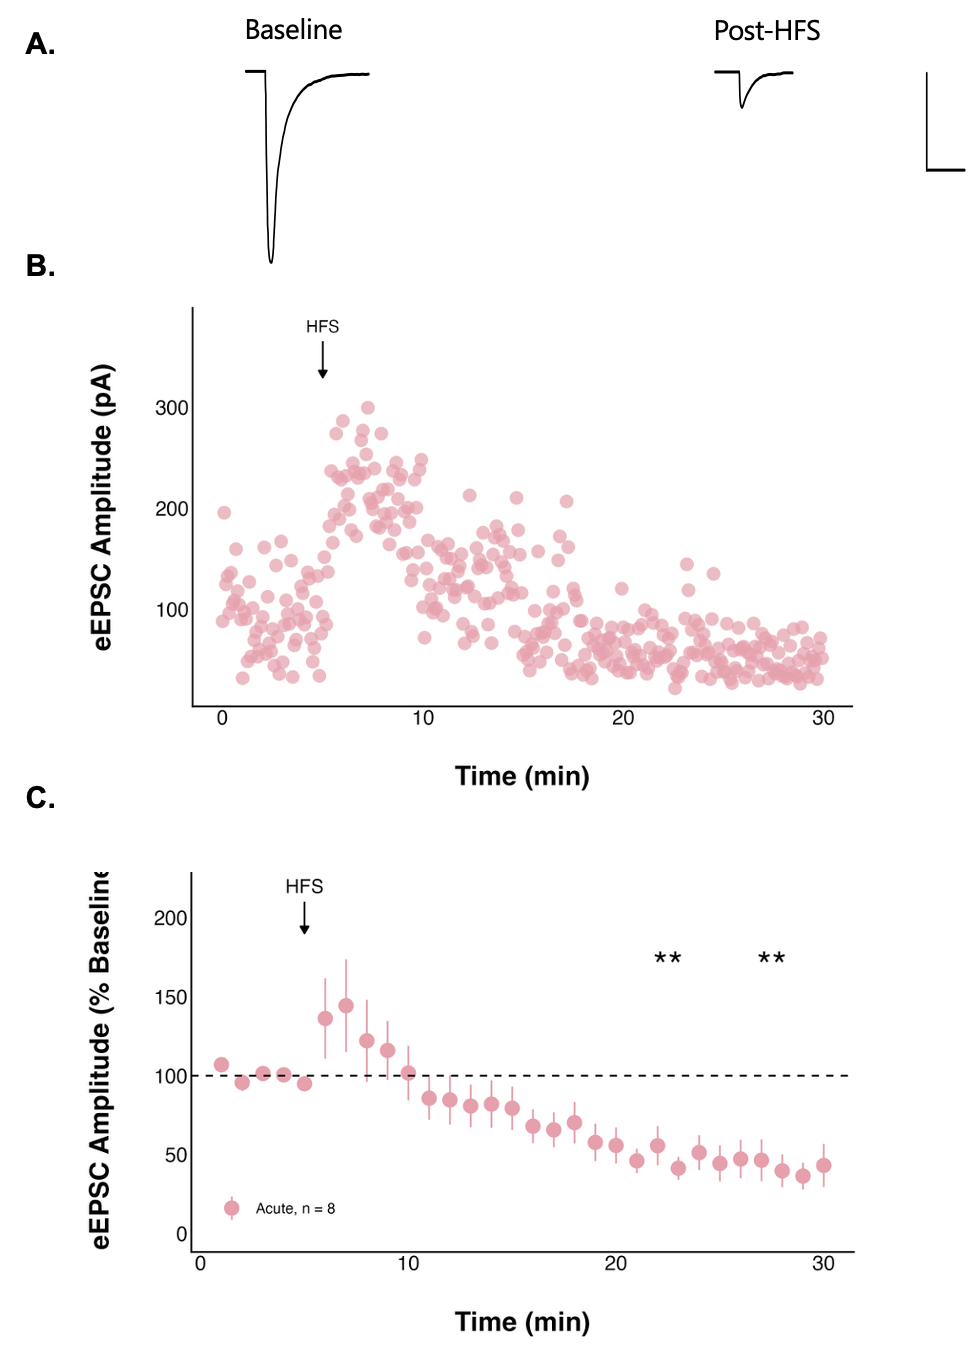 A.
Baseline
Post-HFS
B.
HFS
eEPSC Amplitude (pA)
300
200
100
0 10 20 30
Time (min)
C.
HFS
eEPSC Amplitude (% Baseline
200
150
100
50
0
** **
Acute, n = 8
0 10 20 30
Time (min)